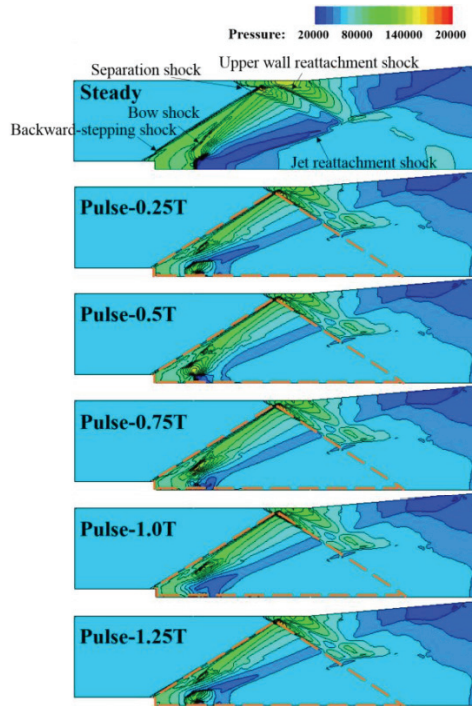 Pressure: 20000 80000 140000 20000
Upper wall reattachment shock
Separation shock
Steady
Bow shock
Backward-stepping shock
Jet reattachment shock
Pulse-0.25T
Pulse-0.5T
Pulse-0.75T
Pulse-1.0T
Pulse-1.25T